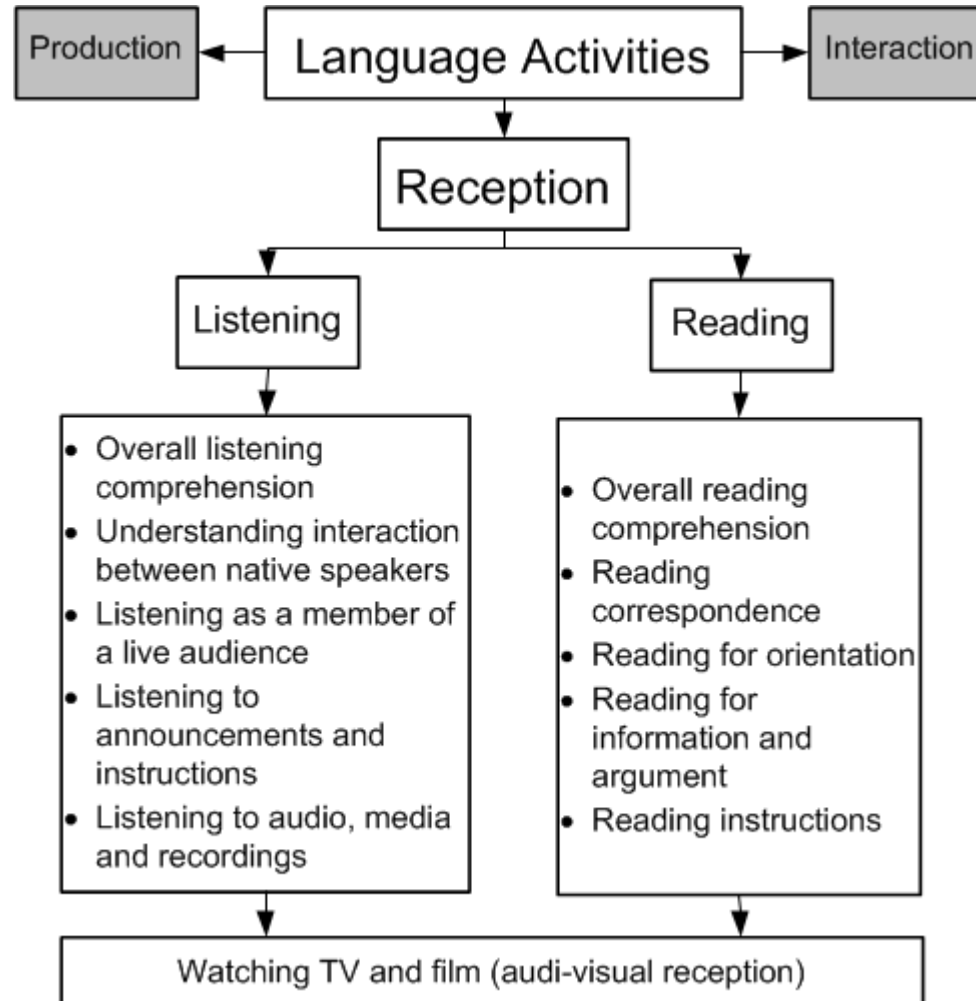 Production
Language Activities
Interaction
Reception
Listening
Reading
• Overall listening
comprehension
• Understanding interaction
between native speakers
• Listening as a member of
a live audience
• Listening to
announcements and
instructions
• Listening to audio, media
and recordings
• Overall reading
comprehension
• Reading
correspondence
• Reading for orientation
• Reading for
information and
argument
• Reading instructions
Watching TV and film (audi-visual reception)